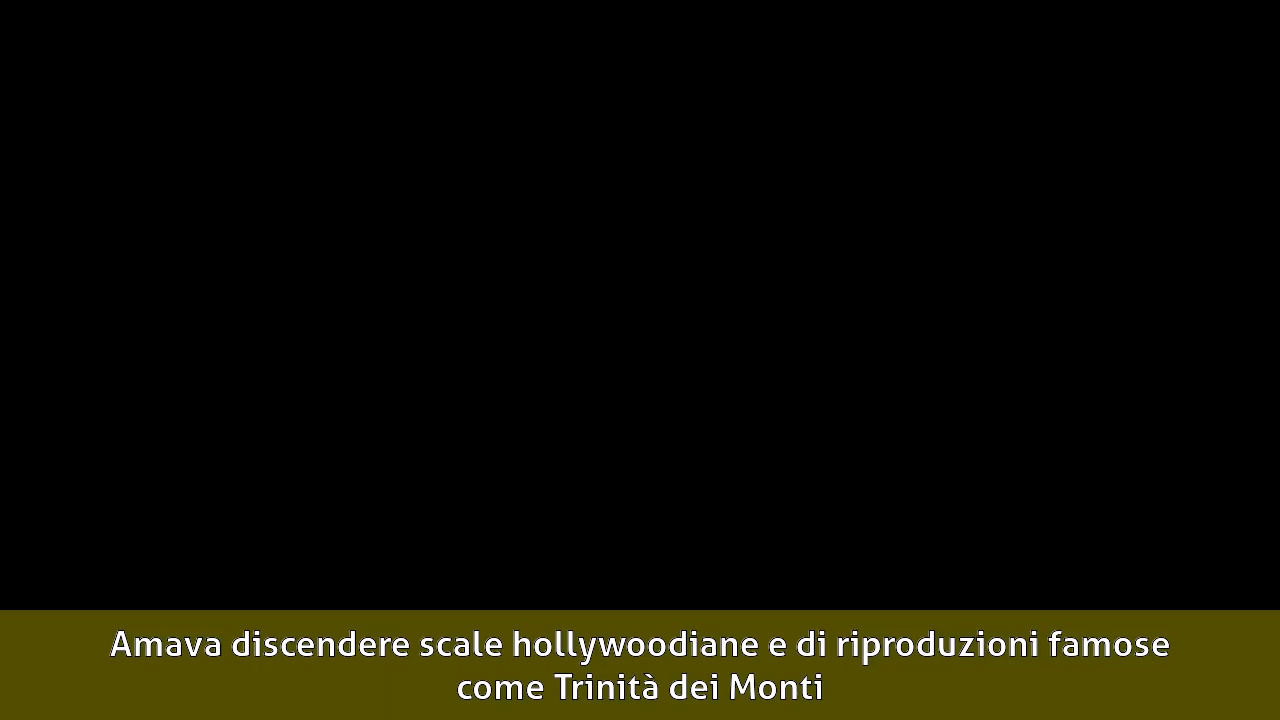 Amava discendere scale hollywoodiane e di riproduzioni famose
come Trinità dei Monti